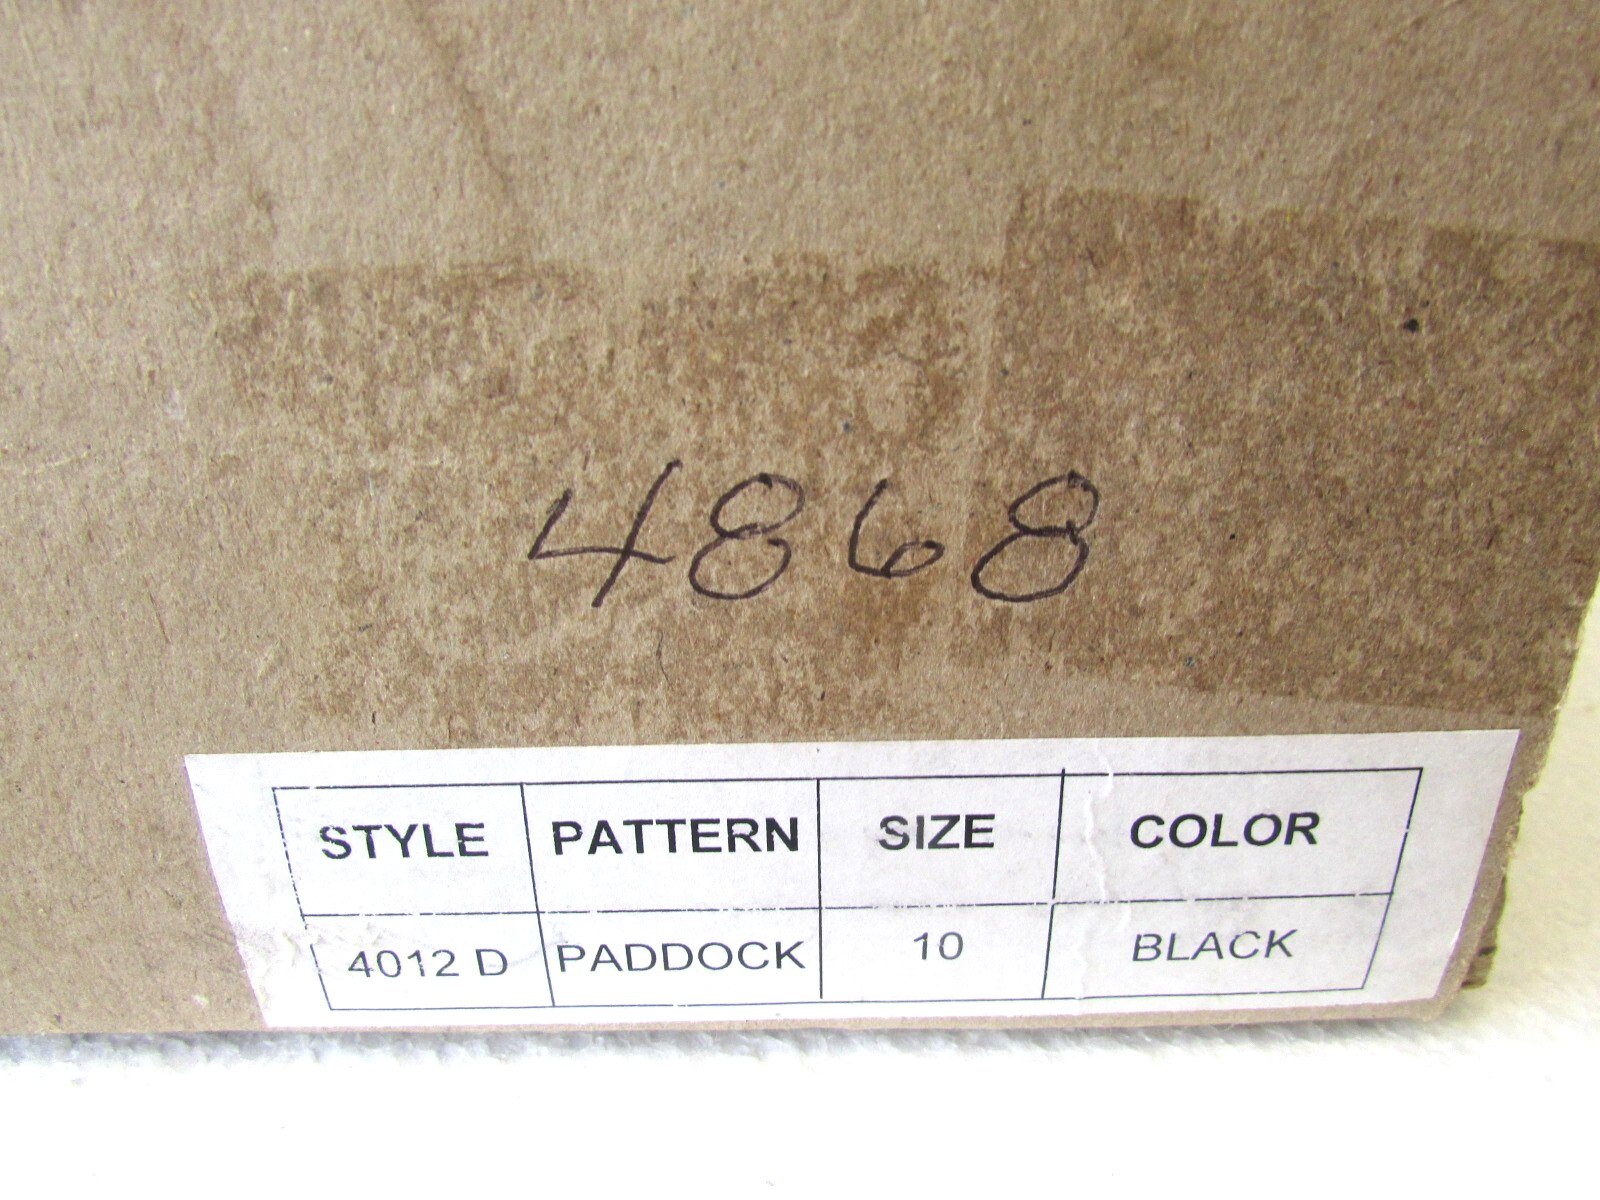 4868
STYLE PATTERN SIZE COLOR
4012 D PADDOCK 10 BLACK